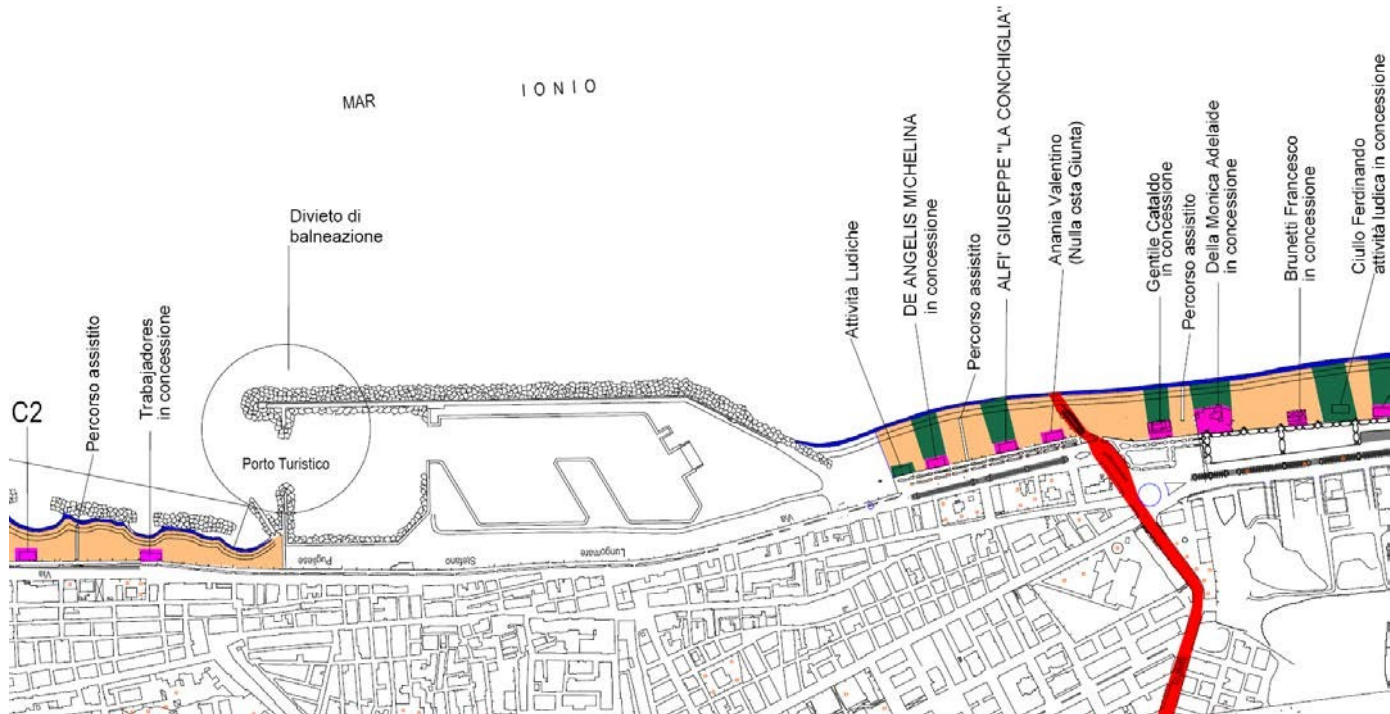 MAR IONIO
Divieto di
balneazione
Porto Turistico
C2
Percorso assistito
Trabajadores
in concessione
Attività Ludiche
DE ANGELIS MICHELINA
in concessione
Percorso assistito
ALFI' GIUSEPPE "LA CONCHIGLIA"
Anania Valentino
(Nulla osta Giunta)
Gentile Cataldo
in concessione
Percorso assistito
Della Monica Adelaide
in concessione
Brunetti Francesco
in concessione
Ciullo Ferdinando
attività ludica in concessione
Via
Pugliese
Stefano
Lungomare
Via